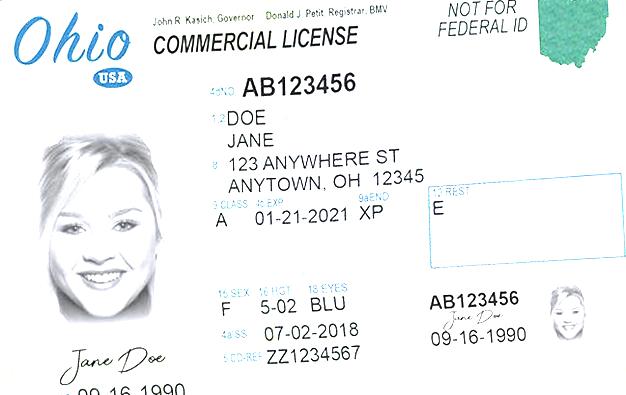 Ohio
USA
John R. Kasich, Governor Donald J. Petit, Registrar, BMV
COMMERCIAL LICENSE
NOT FOR
FEDERAL ID
4d NO. AB123456
1,2 DOE
JANE
8 123 ANYWHERE ST
ANYTOWN, OH 12345
9 CLASS 4b EXP 9a END
A 01-21-2021 XP
12 REST
E
15 SEX 16 HGT 18 EYES
F 5-02 BLU
4a ISS 07-02-2018
5 DD-REF ZZ1234567
Jane Doe
09-16-1990
AB123456
Jane Doe
09-16-1990